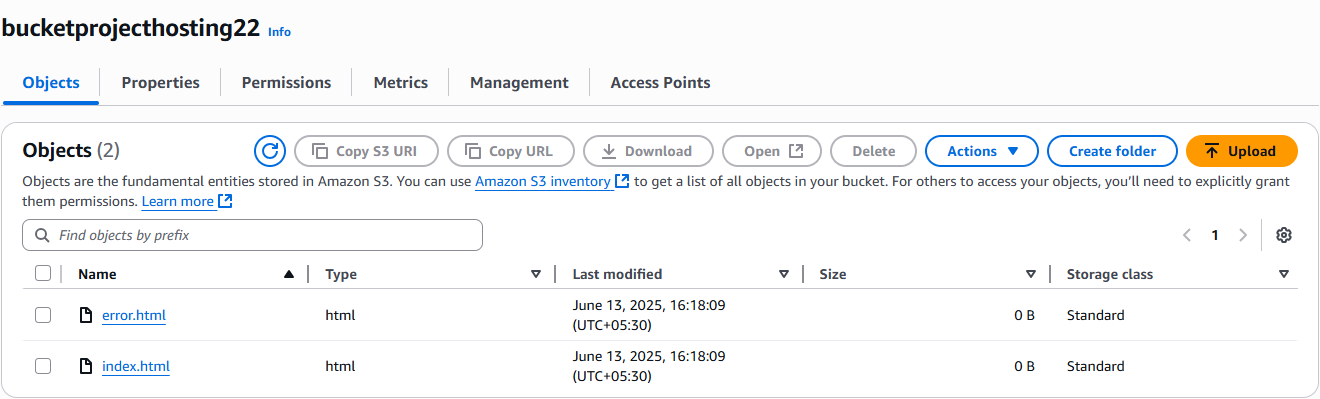 bucketprojecthosting22 Info
Objects Properties Permissions Metrics Management Access Points
Objects (2) Copy S3 URI Copy URL Download Open Delete Actions Create folder Upload
Objects are the fundamental entities stored in Amazon S3. You can use Amazon S3 inventory to get a list of all objects in your bucket. For others to access your objects, you'll need to explicitly grant
them permissions. Learn more
Find objects by prefix 1
Name Type Last modified Size Storage class
error.html html June 13, 2025, 16:18:09 0 B Standard
(UTC+05:30)
index.html html June 13, 2025, 16:18:09 0 B Standard
(UTC+05:30)